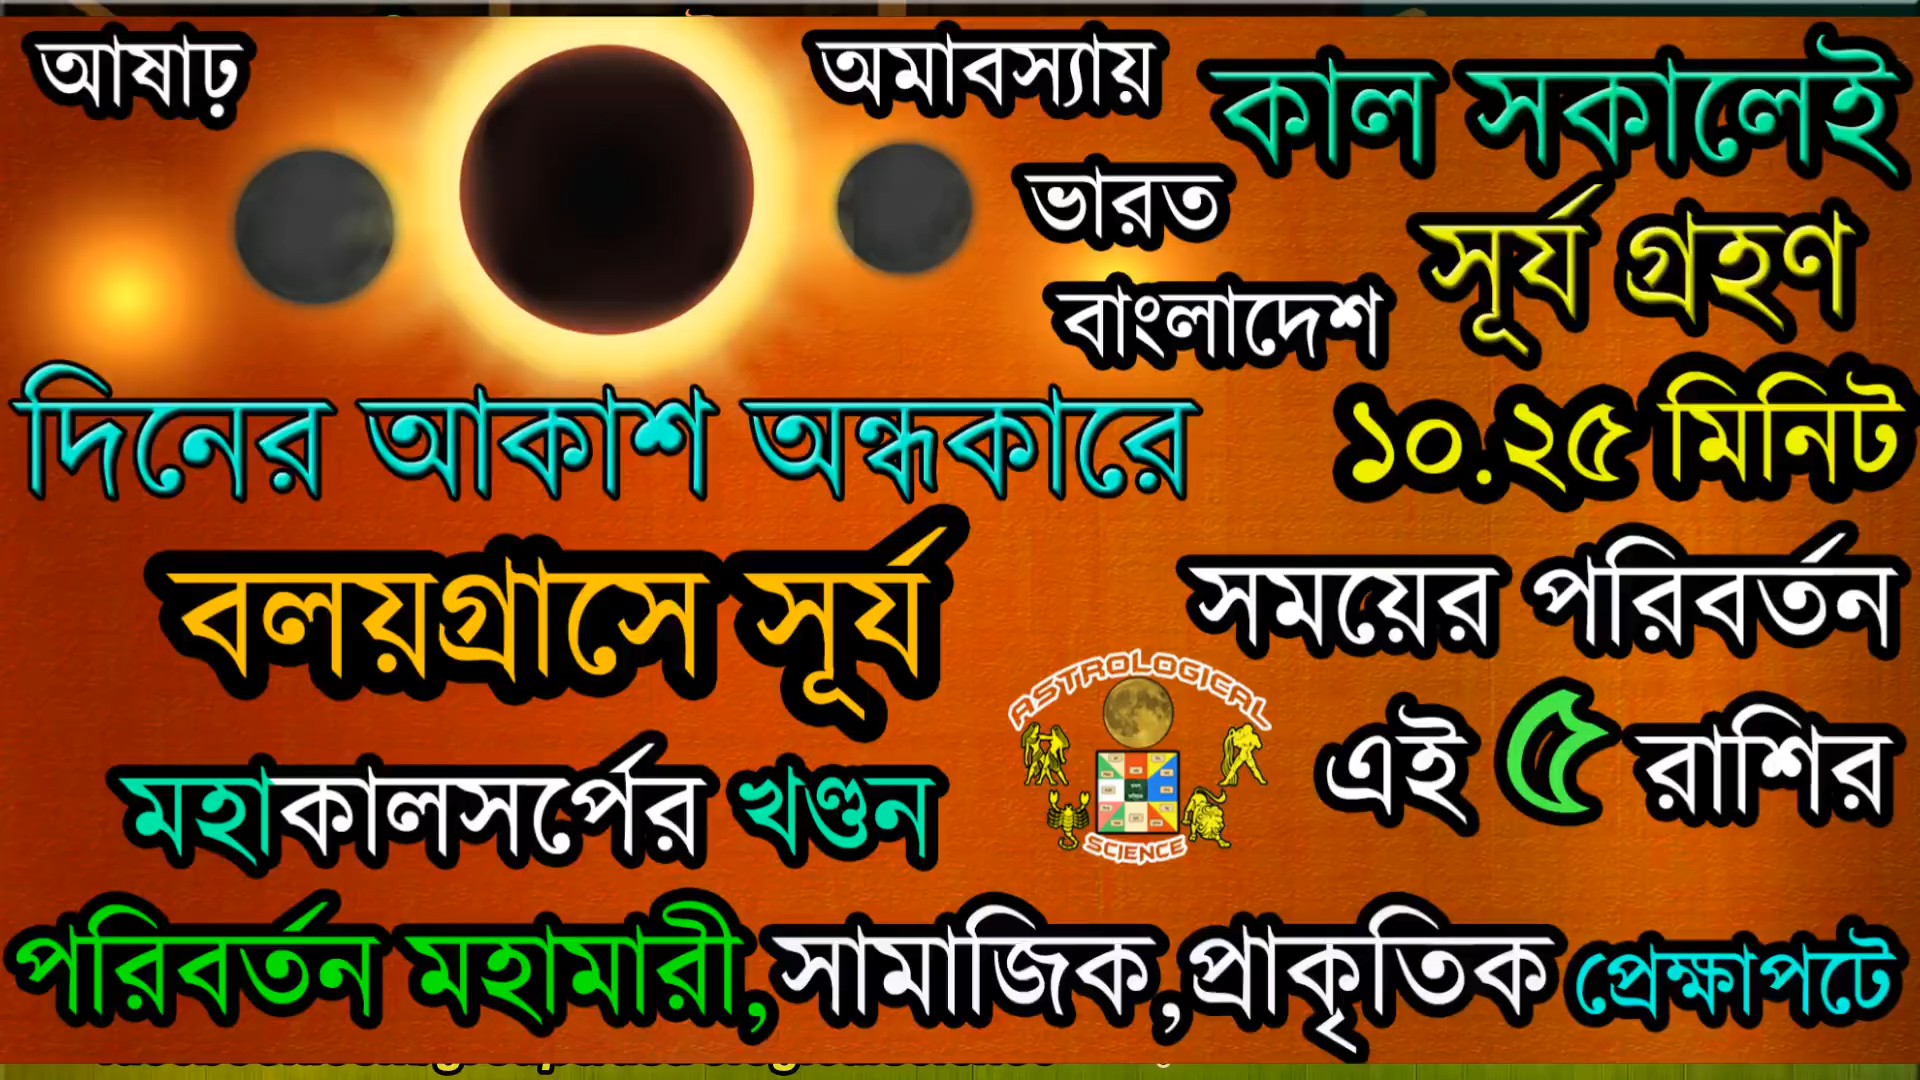 আষাঢ় অমাবস্যায় কাল সকালেই
ভারত সূর্য গ্রহণ
বাংলাদেশ
দিনের আকাশ অন্ধকারে ১০.২৫ মিনিট
বলয়গ্রাসে সূর্য সময়ের পরিবর্তন
ASTROLOGICAL
এই ৫ রাশির
মহাকালসর্পের খণ্ডন
SCIENCE
পরিবর্তন মহামারী,সামাজিক,প্রাকৃতিক প্রেক্ষাপটে